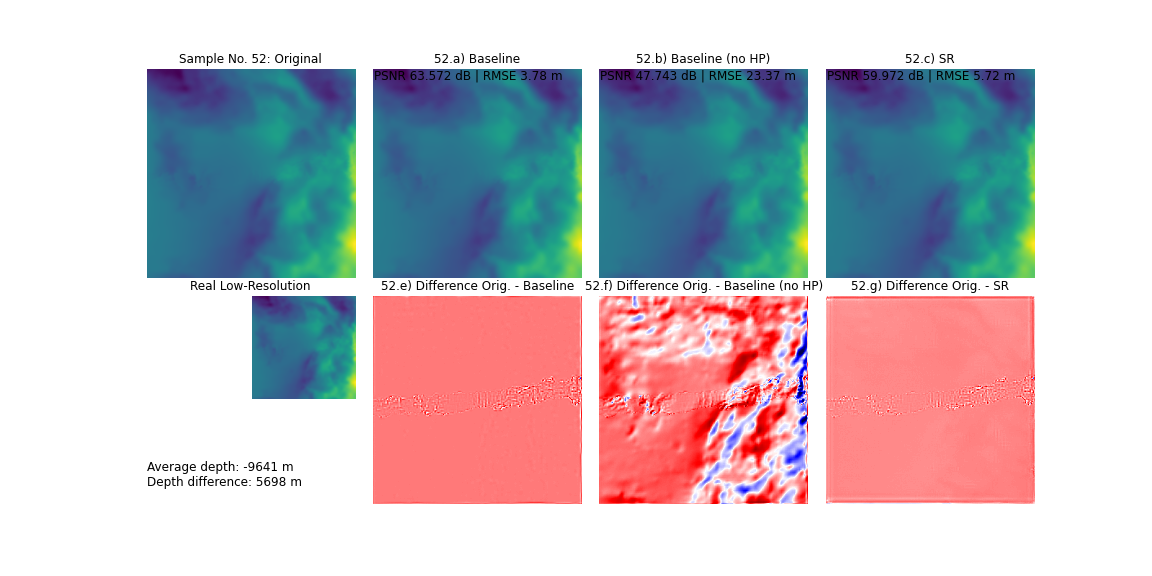 Sample No. 52: Original
52.a) Baseline
52.b) Baseline (no HP)
52.c) SR
PSNR 63.572 dB | RMSE 3.78 m
PSNR 47.743 dB | RMSE 23.37 m
PSNR 59.972 dB | RMSE 5.72 m
Real Low-Resolution
52.e) Difference Orig. - Baseline
52.f) Difference Orig. - Baseline (no HP)
52.g) Difference Orig. - SR
Average depth: -9641 m
Depth difference: 5698 m